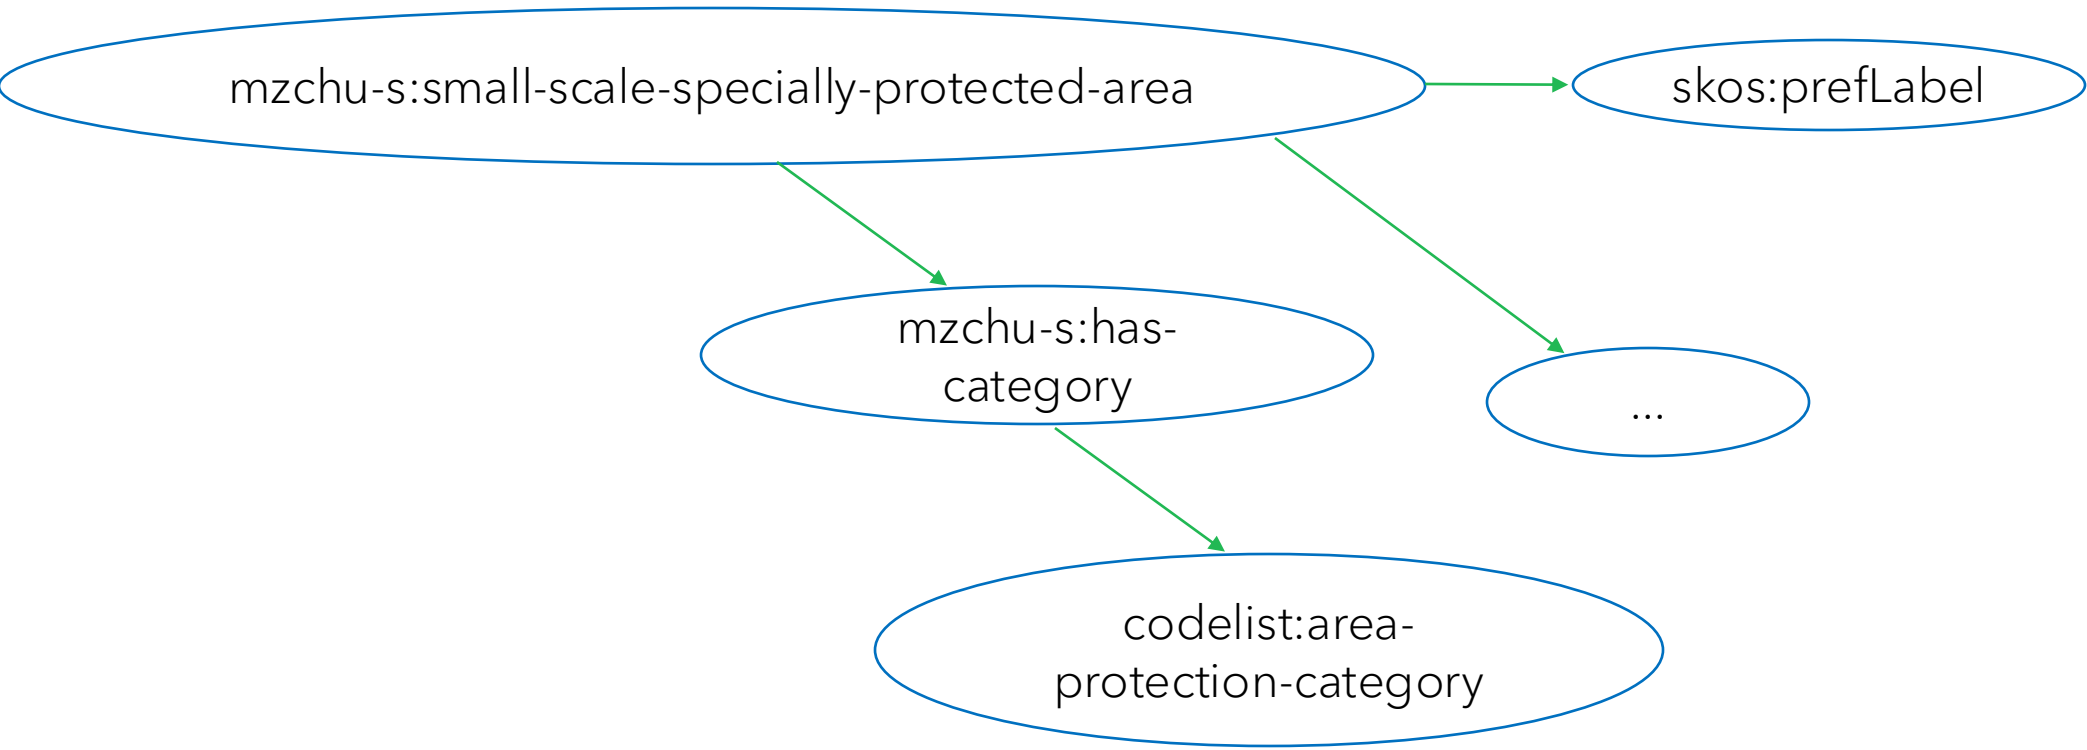 mzchu-s:small-scale-specially-protected-area
skos:prefLabel
mzchu-s:has-
category
...
codelist:area-
protection-category